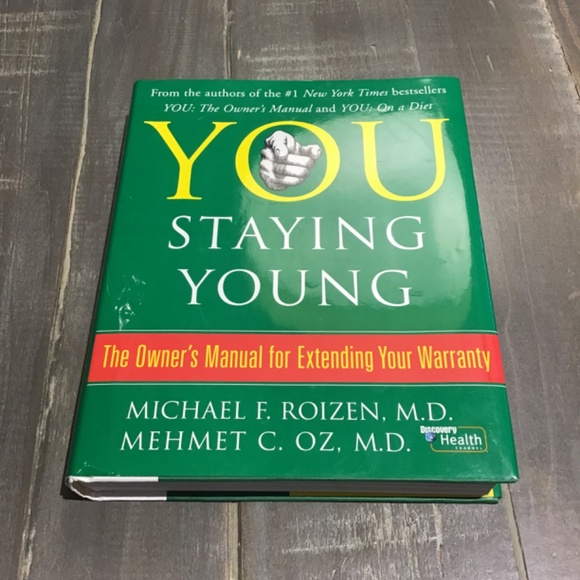 From the authors of the #1 New York Times bestsellers
YOU: The Owner's Manual and YOU: On a Diet
YOU
STAYING
YOUNG
The Owner's Manual for Extending Your Warranty
MICHAEL F. ROIZEN, M.D.
MEHMET C. OZ, M.D.
Discovery
Health
CHANNEL